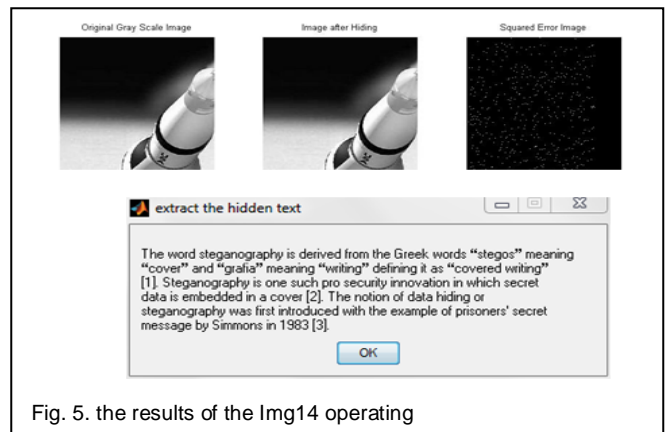 Original Gray Scale Image
Image after Hiding
Squared Error Image
extract the hidden text
The word steganography is derived from the Greek words “stegos” meaning
“cover” and “grafia” meaning “writing” defining it as “covered writing”
[1]. Steganography is one such pro security innovation in which secret
data is embedded in a cover [2]. The notion of data hiding or
steganography was first introduced with the example of prisoners' secret
message by Simmons in 1983 [3].
OK
Fig. 5. the results of the Img14 operating